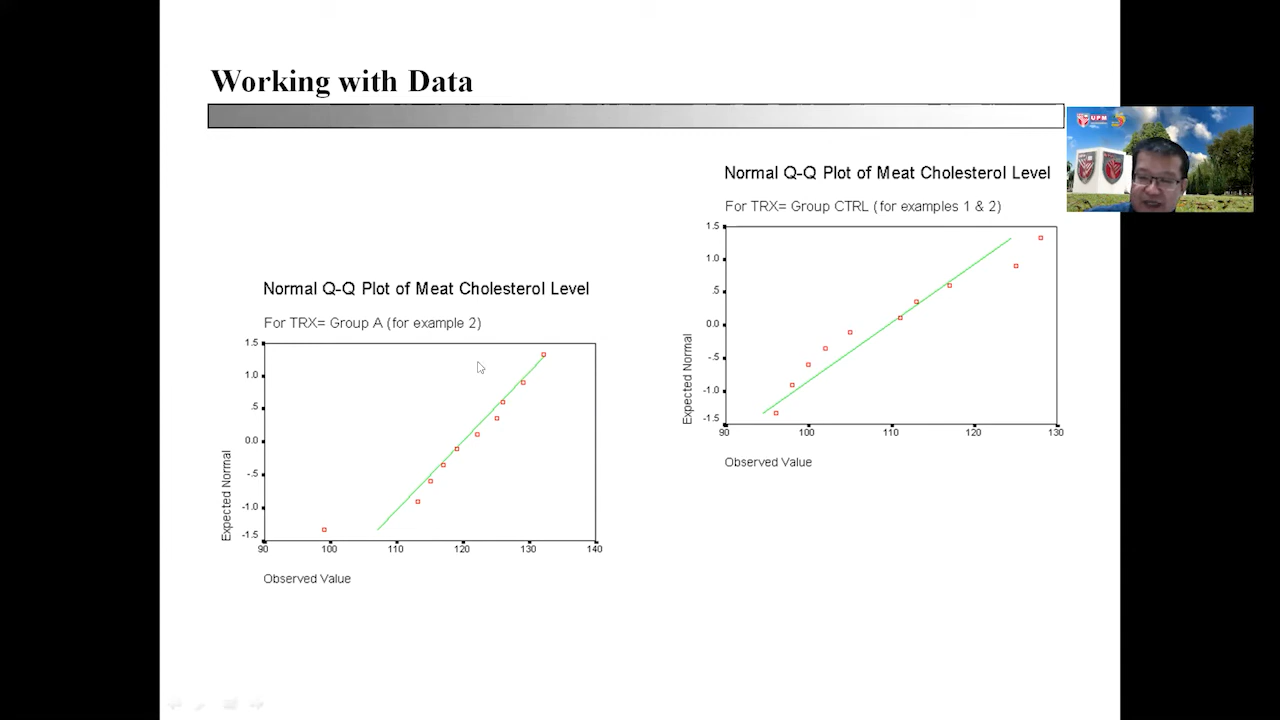 Working with Data
UPM
Normal Q-Q Plot of Meat Cholesterol Level
For TRX= Group CTRL (for examples 1 & 2)
1.5
1.0
.5
0.0
-.5
-1.0
-1.5
Expected Normal
90
100
110
120
130
Observed Value
Normal Q-Q Plot of Meat Cholesterol Level
For TRX= Group A (for example 2)
1.5
1.0
.5
0.0
-.5
-1.0
-1.5
Expected Normal
90
100
110
120
130
140
Observed Value